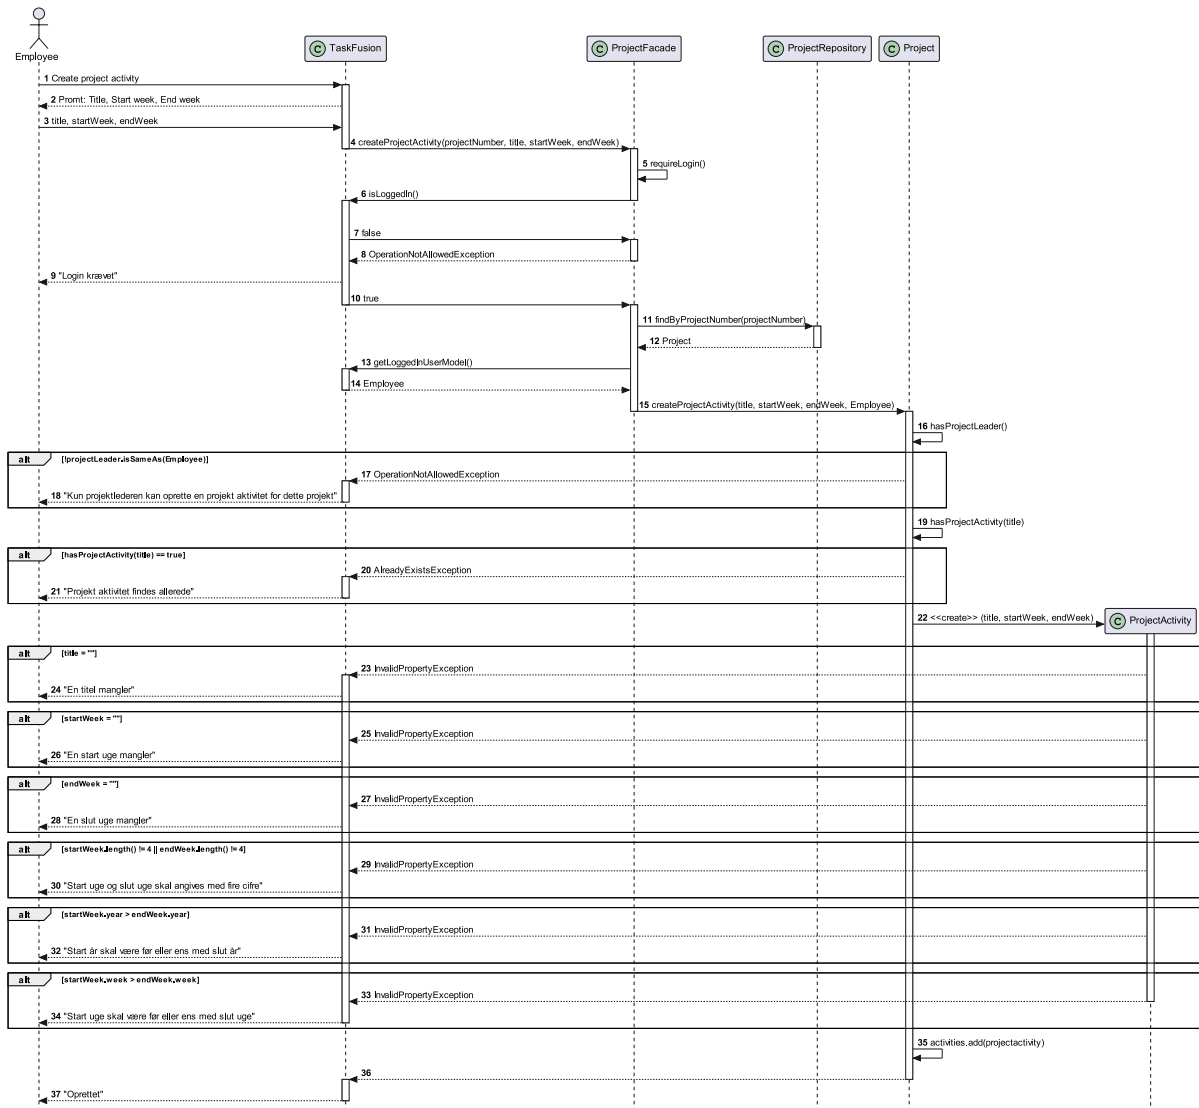 Employee
C TaskFusion
C ProjectFacade
C ProjectRepository
C Project
1 Create project activity
2 Promt: Title, Start week, End week
3 title, startWeek, endWeek
4 createProjectActivity(projectNumber, title, startWeek, endWeek)
5 requireLogin()
6 isLoggedIn()
7 false
8 OperationNotAllowedException
9 "Login krævet"
10 true
11 findByProjectNumber(projectNumber)
12 Project
13 getLoggedInUserModel()
14 Employee
15 createProjectActivity(title, startWeek, endWeek, Employee)
16 hasProjectLeader()
alt [!projectLeader.isSameAs(Employee)]
17 OperationNotAllowedException
18 "Kun projektlederen kan oprette en projekt aktivitet for dette projekt"
19 hasProjectActivity(title)
alt [hasProjectActivity(title) == true]
20 AlreadyExistsException
21 "Projekt aktivitet findes allerede"
22 <<create>> (title, startWeek, endWeek)
C ProjectActivity
alt [title = ""]
23 InvalidPropertyException
24 "En titel mangler"
alt [startWeek = ""]
25 InvalidPropertyException
26 "En start uge mangler"
alt [endWeek = ""]
27 InvalidPropertyException
28 "En slut uge mangler"
alt [startWeek.length() != 4 || endWeek.length() != 4]
29 InvalidPropertyException
30 "Start uge og slut uge skal angives med fire cifre"
alt [startWeek.year > endWeek.year]
31 InvalidPropertyException
32 "Start år skal være før eller ens med slut år"
alt [startWeek.week > endWeek.week]
33 InvalidPropertyException
34 "Start uge skal være før eller ens med slut uge"
35 activities.add(projectactivity)
36
37 "Oprettet"